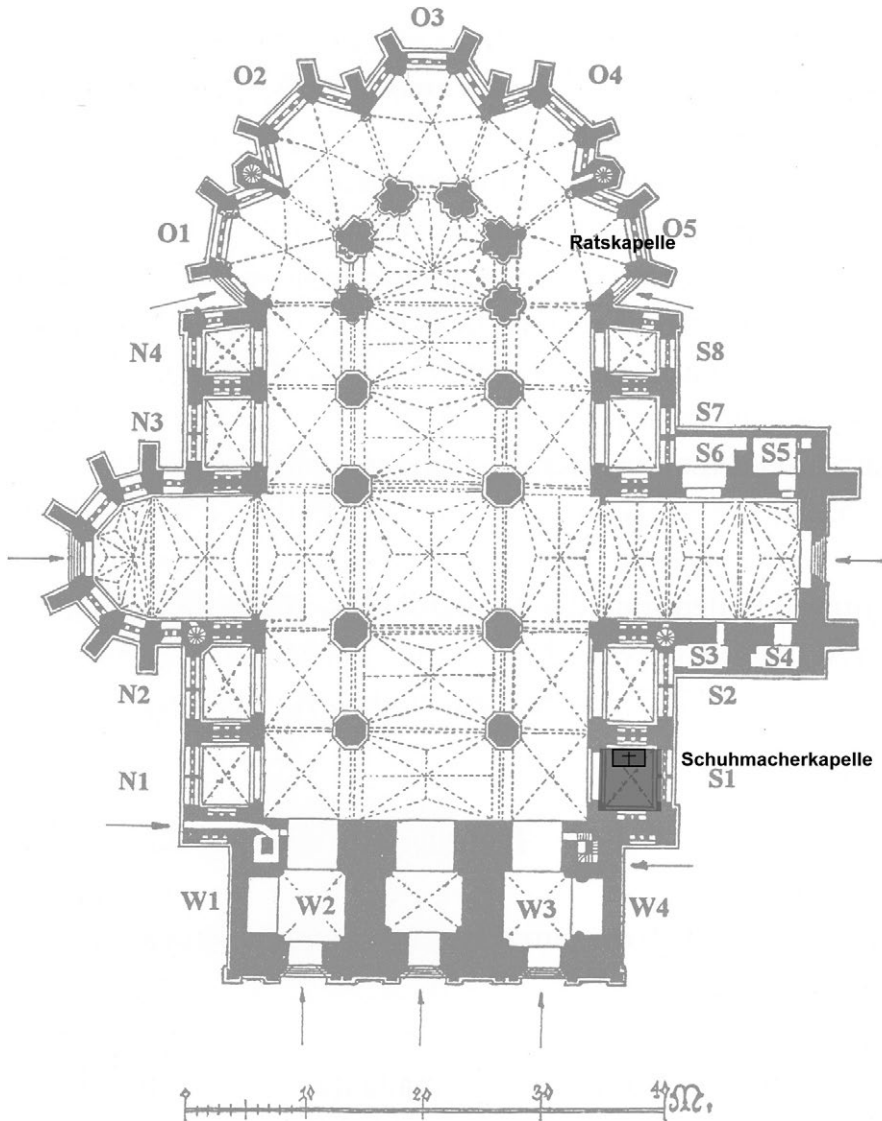 O3
O2
O4
O1
Ratskapelle
O5
N4
S8
N3
S7
S6
S5
S3
S4
N2
S2
N1
Schuhmacherkapelle
S1
W1
W2
W3
W4
0
10
20
30
40 M.